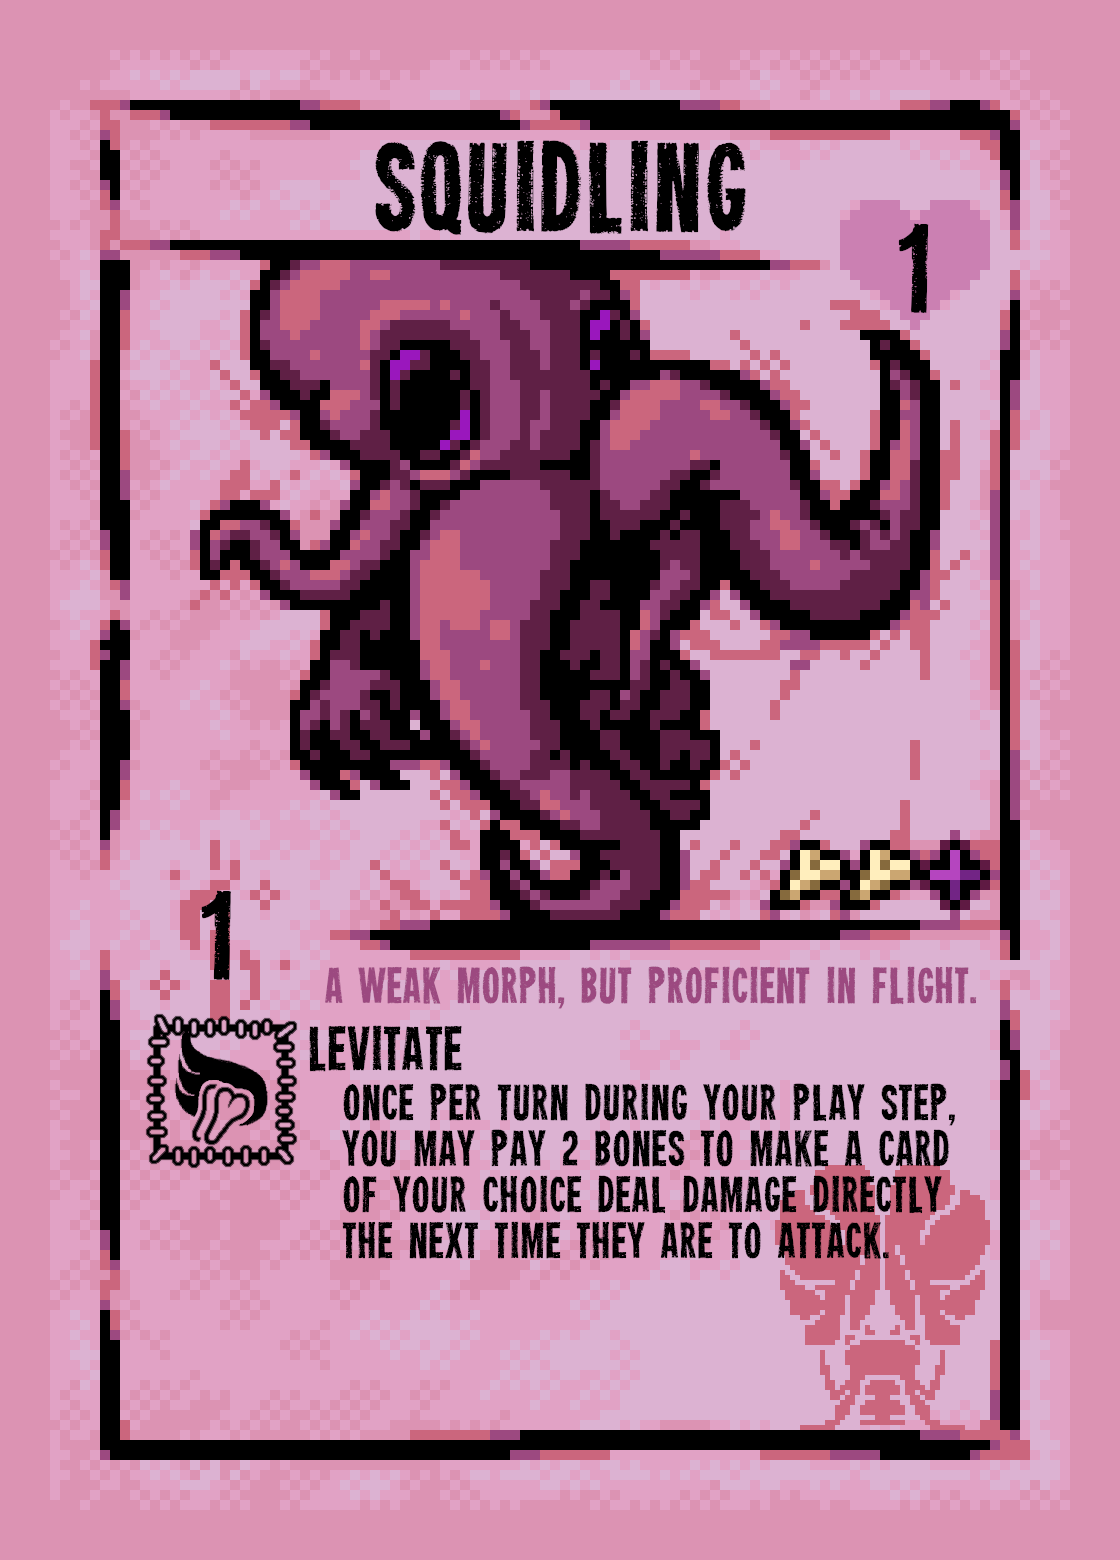 SQUIDLING
1
1
A WEAK MORPH, BUT PROFICIENT IN FLIGHT.
LEVITATE
ONCE PER TURN DURING YOUR PLAY STEP,
YOU MAY PAY 2 BONES TO MAKE A CARD
OF YOUR CHOICE DEAL DAMAGE DIRECTLY
THE NEXT TIME THEY ARE TO ATTACK.